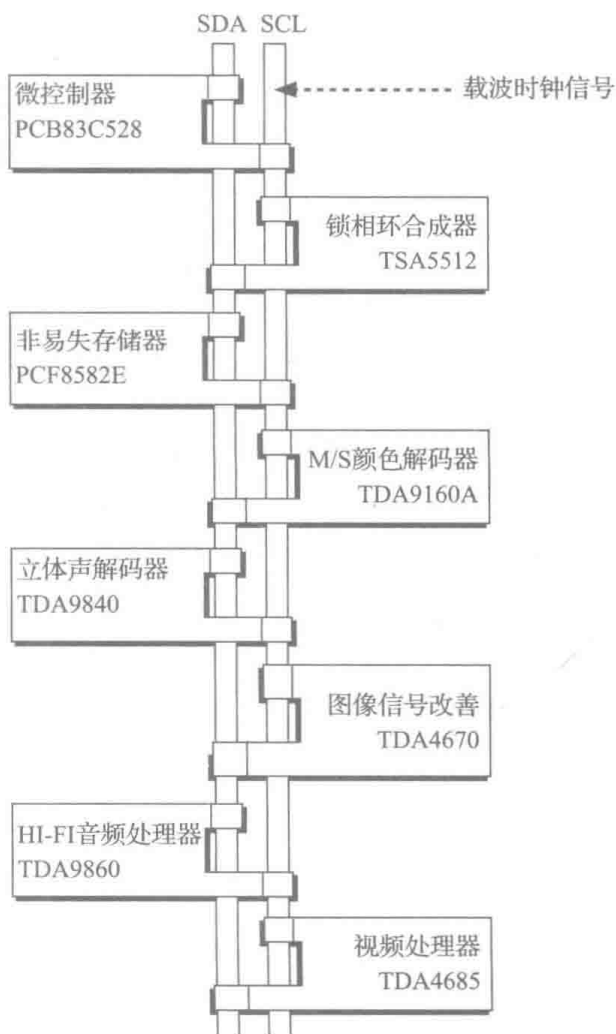 SDA SCL
载波时钟信号
微控制器
PCB83C528
锁相环合成器
TSA5512
非易失存储器
PCF8582E
M/S颜色解码器
TDA9160A
立体声解码器
TDA9840
图像信号改善
TDA4670
HI-FI音频处理器
TDA9860
视频处理器
TDA4685